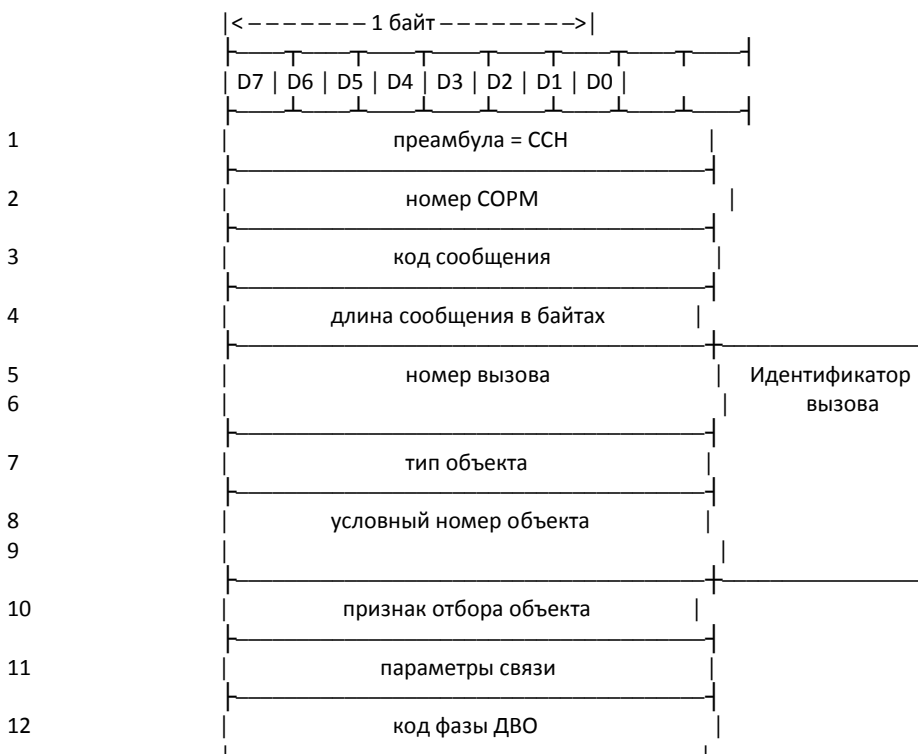 |< – – – – – – – 1 байт – – – – – – – –>|
| D7 | D6 | D5 | D4 | D3 | D2 | D1 | D0 |
1 | преамбула = ССН |
2 | номер СОРМ |
3 | код сообщения |
4 | длина сообщения в байтах |
5 | номер вызова | Идентификатор
6 | | вызова
7 | тип объекта |
8 | условный номер объекта |
9 | |
10 | признак отбора объекта |
11 | параметры связи |
12 | код фазы ДВО |